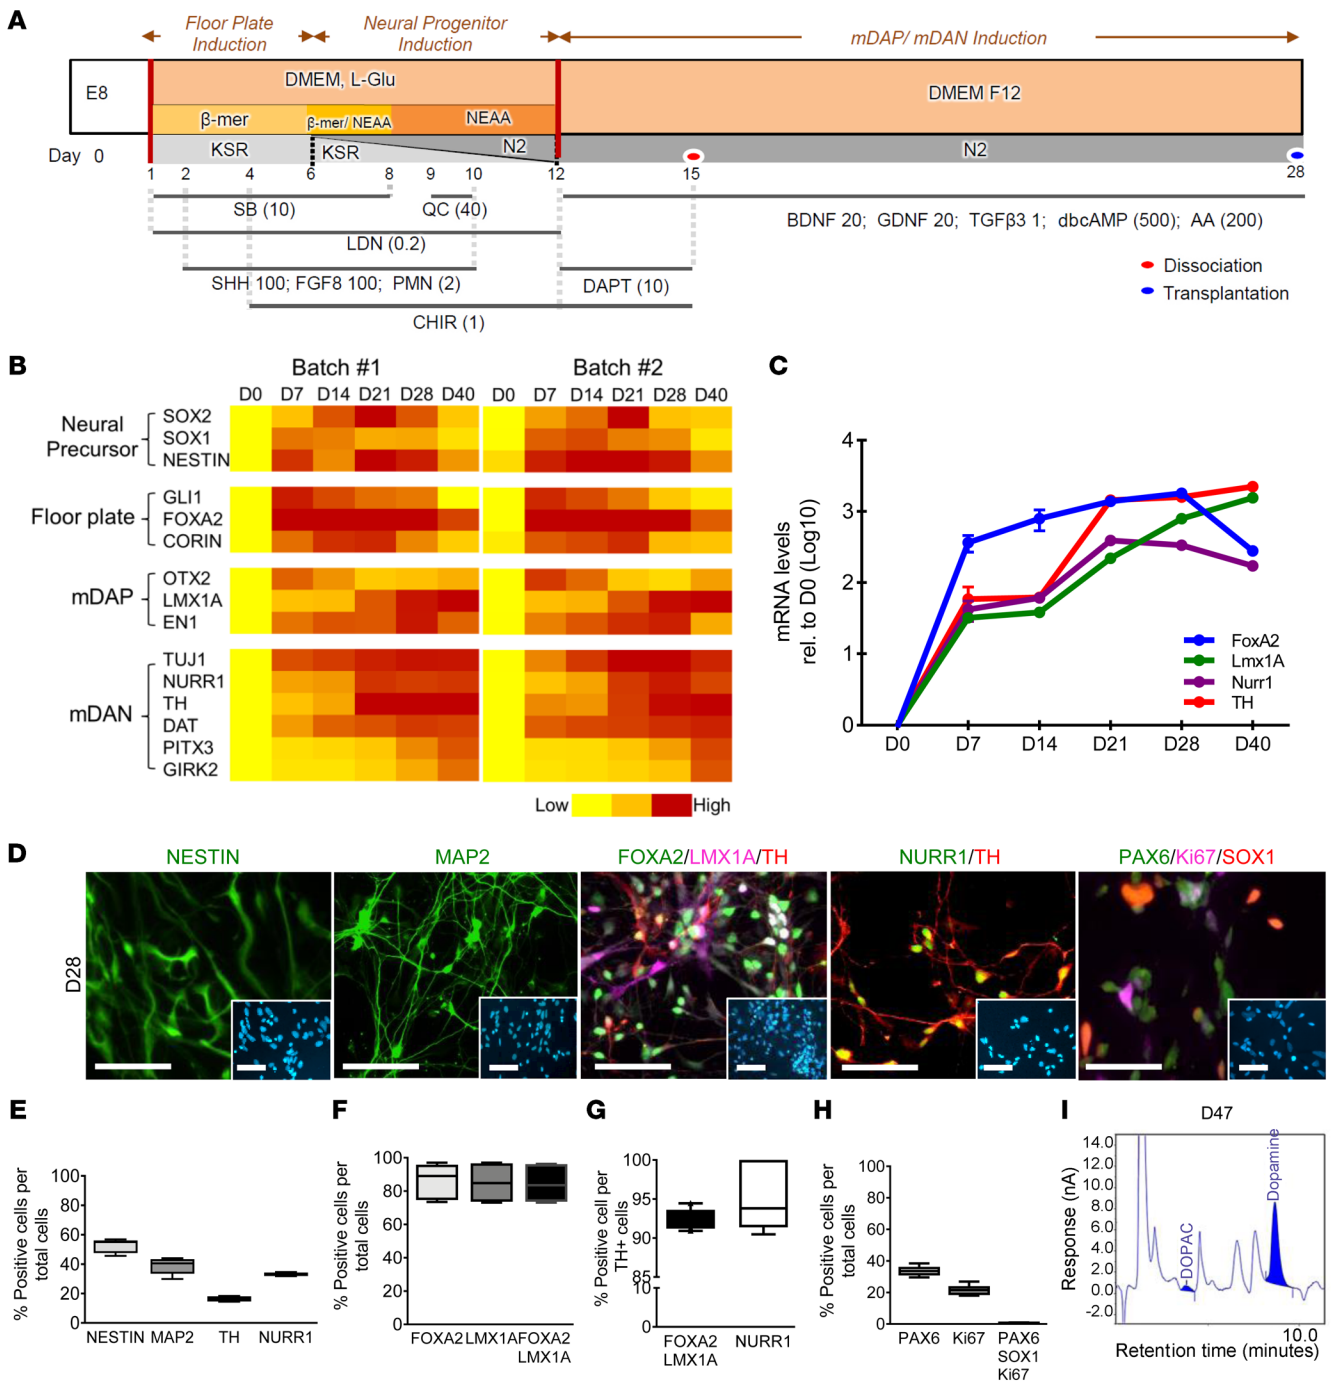 A
Floor Plate
Induction
Neural Progenitor
Induction
mDAP/ mDAN Induction
E8
DMEM, L-Glu
DMEM F12
β-mer
β-mer/ NEAA
NEAA
KSR
KSR
N2
N2
Day 0
1 2 4 6 8 9 10 12 15 28
SB (10)
QC (40)
LDN (0.2)
SHH 100; FGF8 100; PMN (2)
DAPT (10)
CHIR (1)
BDNF 20; GDNF 20; TGFβ3 1; dbcAMP (500); AA (200)
Dissociation
Transplantation
B
Batch #1
Batch #2
D0 D7 D14 D21 D28 D40
D0 D7 D14 D21 D28 D40
Neural
Precursor
SOX2
SOX1
NESTIN
Floor plate
GLI1
FOXA2
CORIN
mDAP
OTX2
LMX1A
EN1
mDAN
TUJ1
NURR1
TH
DAT
PITX3
GIRK2
Low
High
C
mRNA levels
rel. to D0 (Log10)
4
3
2
1
0
D0 D7 D14 D21 D28 D40
FoxA2
Lmx1A
Nurr1
TH
D
NESTIN
MAP2
FOXA2/LMX1A/TH
NURR1/TH
PAX6/Ki67/SOX1
D28
E
% Positive cells per
total cells
100
80
60
40
20
0
NESTIN MAP2 TH NURR1
F
% Positive cells per
total cells
100
80
60
40
20
0
FOXA2 LMX1A FOXA2
LMX1A
G
% Positive cell per
TH+ cells
100
95
90
85
10
0
FOXA2
LMX1A
NURR1
H
% Positive cells per
total cells
100
80
60
40
20
0
PAX6 Ki67 PAX6
SOX1
Ki67
I
D47
Response (nA)
14.0
12.0
10.0
8.0
6.0
4.0
2.0
0.0
-2.0
DOPAC
Dopamine
10.0
Retention time (minutes)